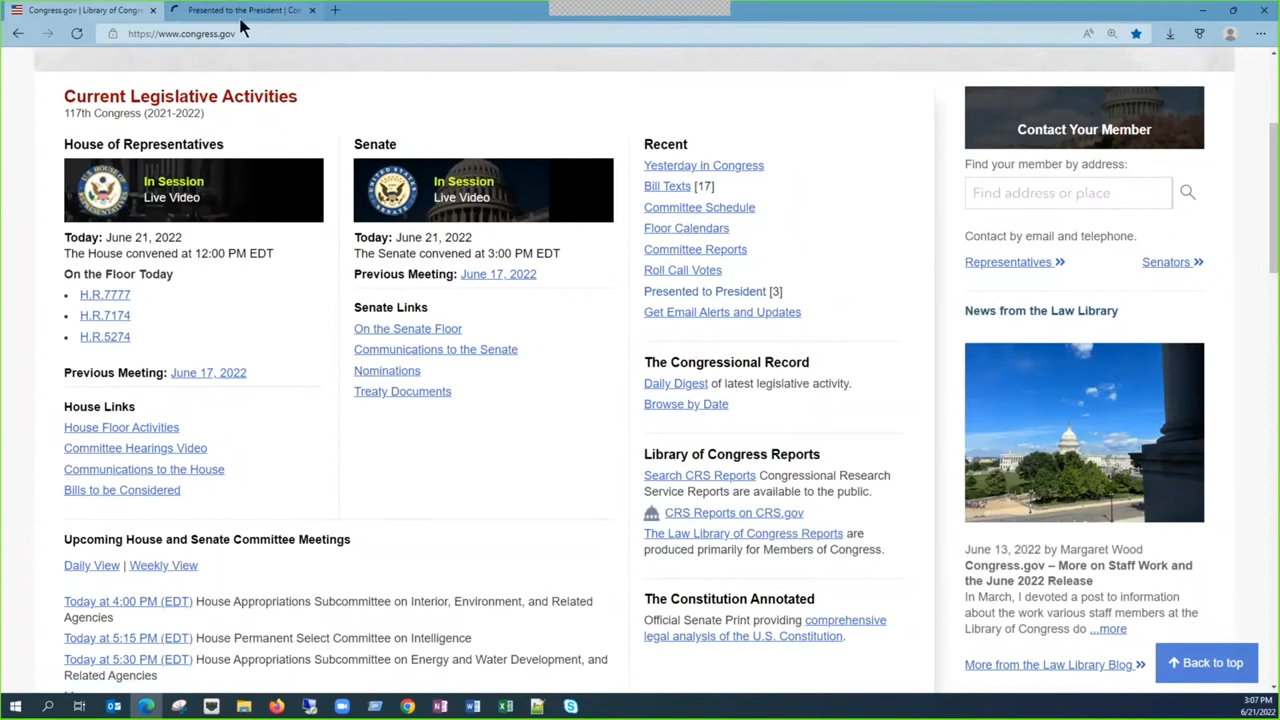 Congress.gov | Library of Congr
Presented to the President | Con
https://www.congress.gov
Current Legislative Activities
117th Congress (2021-2022)
House of Representatives
In Session
Live Video
Today: June 21, 2022
The House convened at 12:00 PM EDT
On the Floor Today
• H.R.7777
• H.R.7174
• H.R.5274
Previous Meeting: June 17, 2022
House Links
House Floor Activities
Committee Hearings Video
Communications to the House
Bills to be Considered
Senate
In Session
Live Video
Today: June 21, 2022
The Senate convened at 3:00 PM EDT
Previous Meeting: June 17, 2022
Senate Links
On the Senate Floor
Communications to the Senate
Nominations
Treaty Documents
Upcoming House and Senate Committee Meetings
Daily View | Weekly View
Today at 4:00 PM (EDT) House Appropriations Subcommittee on Interior, Environment, and Related
Agencies
Today at 5:15 PM (EDT) House Permanent Select Committee on Intelligence
Today at 5:30 PM (EDT) House Appropriations Subcommittee on Energy and Water Development, and
Related Agencies
Recent
Yesterday in Congress
Bill Texts [17]
Committee Schedule
Floor Calendars
Committee Reports
Roll Call Votes
Presented to President [3]
Get Email Alerts and Updates
The Congressional Record
Daily Digest of latest legislative activity.
Browse by Date
Library of Congress Reports
Search CRS Reports Congressional Research
Service Reports are available to the public.
CRS Reports on CRS.gov
The Law Library of Congress Reports are
produced primarily for Members of Congress.
The Constitution Annotated
Official Senate Print providing comprehensive
legal analysis of the U.S. Constitution.
Contact Your Member
Find your member by address:
Find address or place
Contact by email and telephone.
Representatives »
Senators »
News from the Law Library
June 13, 2022 by Margaret Wood
Congress.gov – More on Staff Work and
the June 2022 Release
In March, I devoted a post to information
about the work various staff members at the
Library of Congress do ...more
More from the Law Library Blog »
Back to top
3:07 PM
6/21/2022